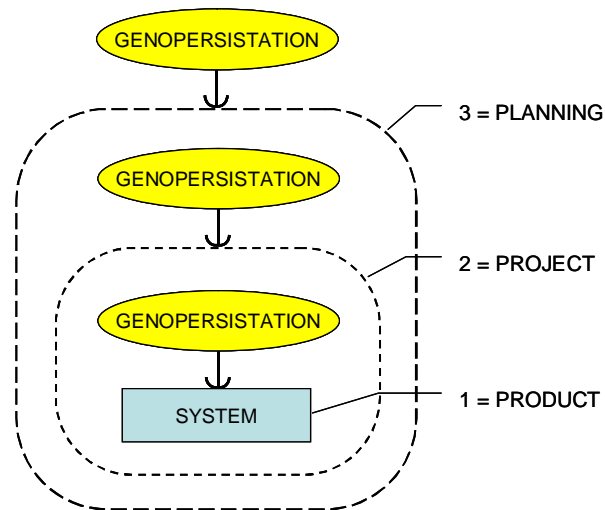 GENOPERSISTATION
3 = PLANNING
GENOPERSISTATION
2 = PROJECT
GENOPERSISTATION
1 = PRODUCT
SYSTEM